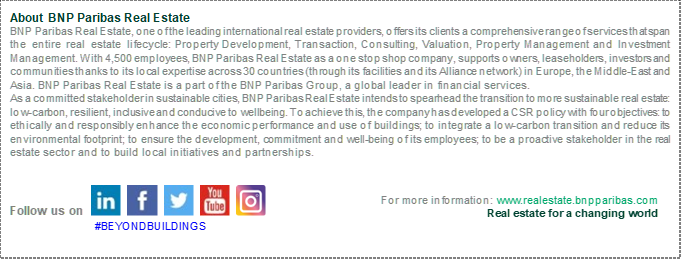 About BNP Paribas Real Estate
BNP Paribas Real Estate, one of the leading international real estate providers, offers its clients a comprehensive range of services that span
the entire real estate lifecycle: Property Development, Transaction, Consulting, Valuation, Property Management and Investment
Management. With 4,500 employees, BNP Paribas Real Estate as a one stop shop company, supports owners, leaseholders, investors and
communities thanks to its local expertise across 30 countries (through its facilities and its Alliance network) in Europe, the Middle-East and
Asia. BNP Paribas Real Estate is a part of the BNP Paribas Group, a global leader in financial services.
As a committed stakeholder in sustainable cities, BNP Paribas Real Estate intends to spearhead the transition to more sustainable real estate:
low-carbon, resilient, inclusive and conducive to wellbeing. To achieve this, the company has developed a CSR policy with four objectives: to
ethically and responsibly enhance the economic performance and use of buildings; to integrate a low-carbon transition and reduce its
environmental footprint; to ensure the development, commitment and well-being of its employees; to be a proactive stakeholder in the real
estate sector and to build local initiatives and partnerships.
Follow us on in f You Tube
#BEYONDBUILDINGS
For more information: www.realestate.bnpparibas.com
Real estate for a changing world